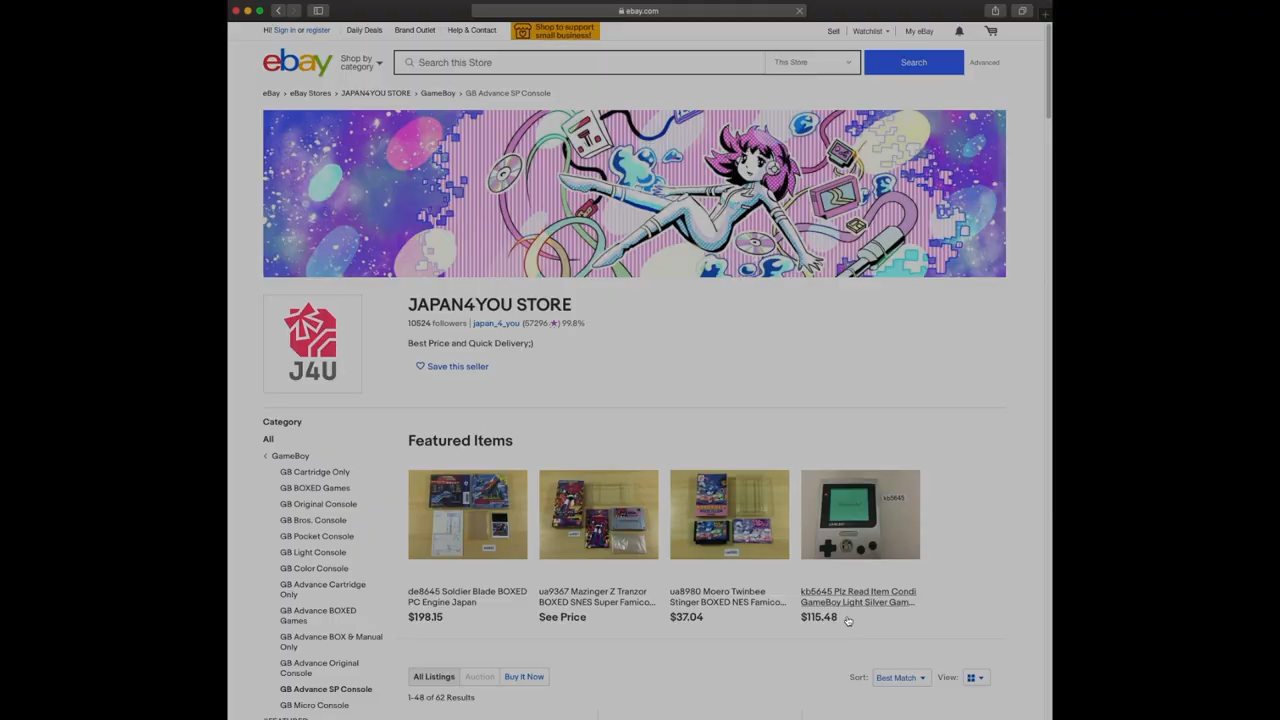 ebay.com
Hi! Sign in or register
Daily Deals
Brand Outlet
Help & Contact
Shop to support
small business!
Sell
Watchlist
My eBay
ebay
Shop by
category
Search this Store
This Store
Search
Advanced
eBay > eBay Stores > JAPAN4YOU STORE > GameBoy > GB Advance SP Console
J4U
JAPAN4YOU STORE
10524 followers | japan_4_you (57296 ★) 99.8%
Best Price and Quick Delivery;)
Save this seller
Category
All
GameBoy
GB Cartridge Only
GB BOXED Games
GB Original Console
GB Bros. Console
GB Pocket Console
GB Light Console
GB Color Console
GB Advance Cartridge
Only
GB Advance BOXED
Games
GB Advance BOX & Manual
Only
GB Advance Original
Console
GB Advance SP Console
GB Micro Console
Featured Items
kb5645
de8645 Soldier Blade BOXED
PC Engine Japan
$198.15
ua9367 Mazinger Z Tranzor
BOXED SNES Super Famico...
See Price
ua8980 Moero Twinbee
Stinger BOXED NES Famico...
$37.04
kb5645 Plz Read Item Condi
GameBoy Light Silver Gam...
$115.48
All Listings
Auction
Buy It Now
Sort:
Best Match
View:
1-48 of 62 Results